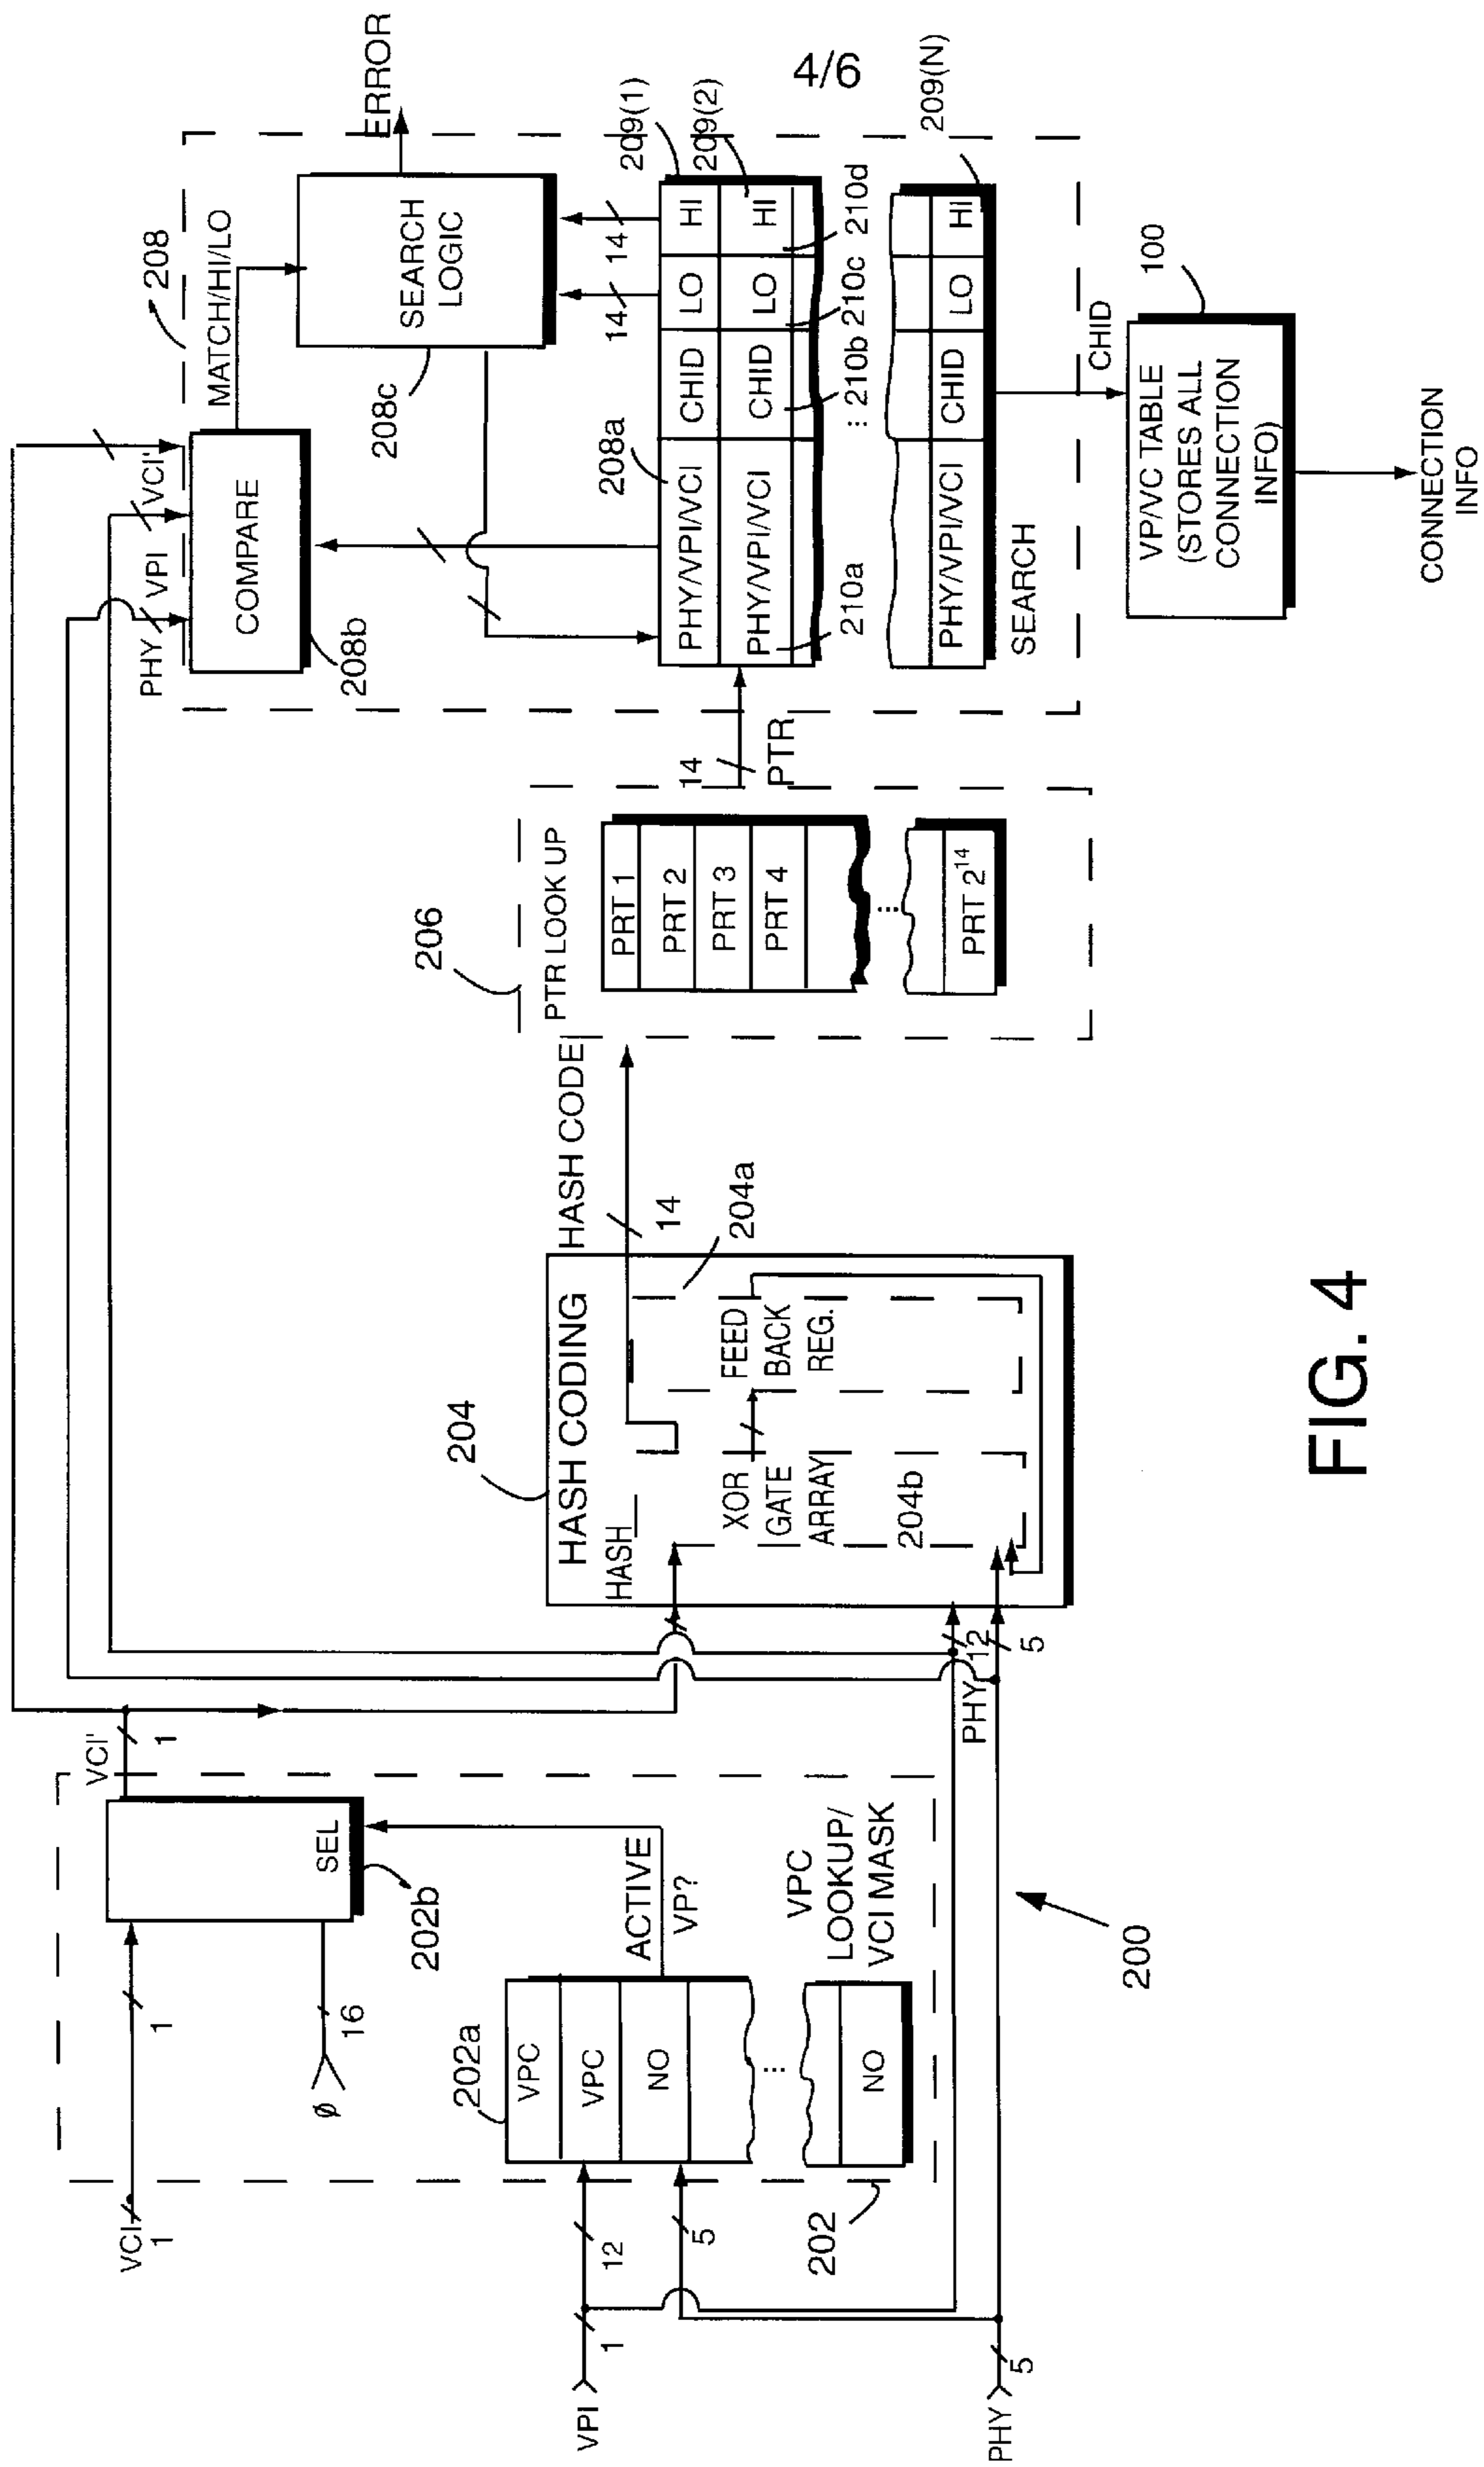 4/6
VCI
1
1
Ø
16
SEL
202b
VCI'
1
VPI
1
12
5
PHY
5
202a
VPC
VPC
NO
...
NO
ACTIVE
VP?
VPC
LOOKUP/
VCI MASK
202
200
PHY
12
5
204
HASH CODING
HASH
XOR
GATE
ARRAY
204b
FEED
BACK
REG.
204a
HASH CODE
14
206
PTR LOOK UP
PRT 1
PRT 2
PRT 3
PRT 4
...
PRT 2¹⁴
14
PTR
208
PHY
VPI
VCI'
COMPARE
208b
MATCH/HI/LO
SEARCH
LOGIC
208c
ERROR
14
14
208a
209(1)
209(2)
209(N)
PHY/VPI/VCI CHID LO HI
PHY/VPI/VCI CHID LO HI
210a
:
210b
210c
210d
PHY/VPI/VCI CHID LO HI
SEARCH
CHID
100
VP/VC TABLE
(STORES ALL
CONNECTION
INFO)
CONNECTION
INFO
FIG. 4